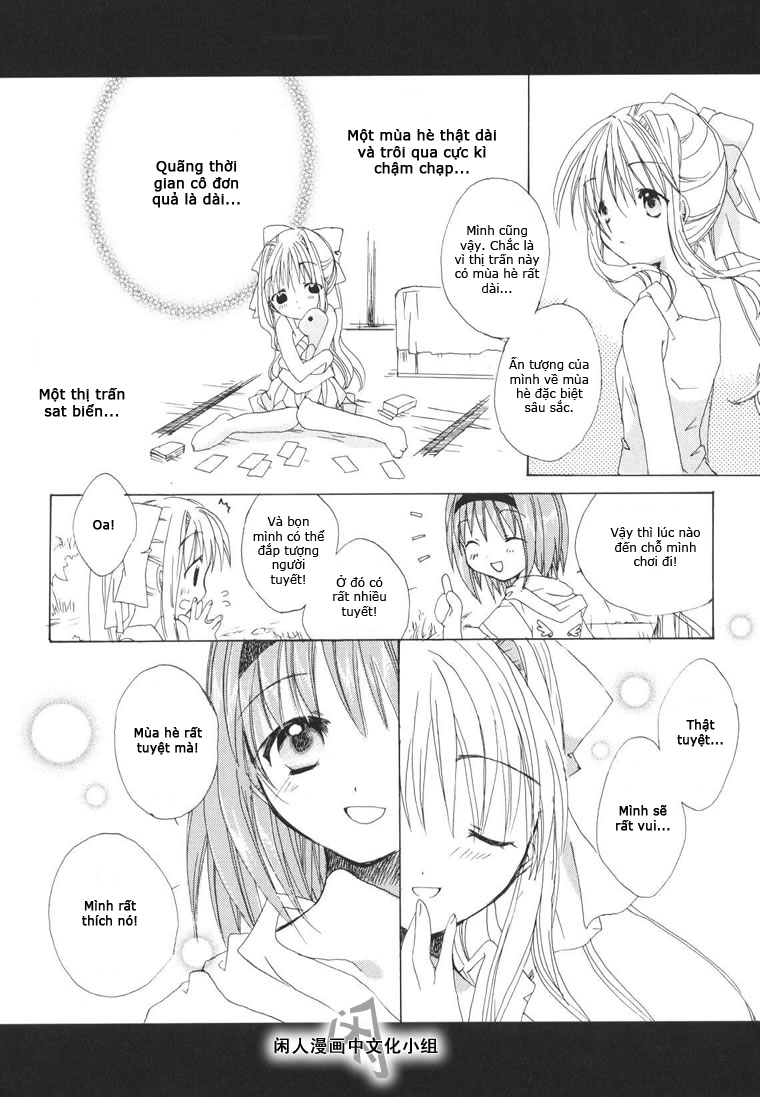 Một mùa hè thật dài
và trôi qua cực kì
chậm chạp...
Quãng thời
gian cô đơn
quả là dài...
Mình cũng
vậy. Chắc là
vì thị trấn này
có mùa hè rất
dài...
Ấn tượng của
mình về mùa
hè đặc biệt
sâu sắc.
Một thị trấn
sat biển...
Vậy thì lúc nào
đến chỗ mình
chơi đi!
Ở đó có
rất nhiều
tuyết!
Và bọn
mình có thể
đắp tượng
người
tuyết!
Oa!
Thật
tuyệt...
Mình sẽ
rất vui...
Mùa hè rất
tuyệt mà!
Mình rất
thích nó!
闲
闲人漫画中文化小组